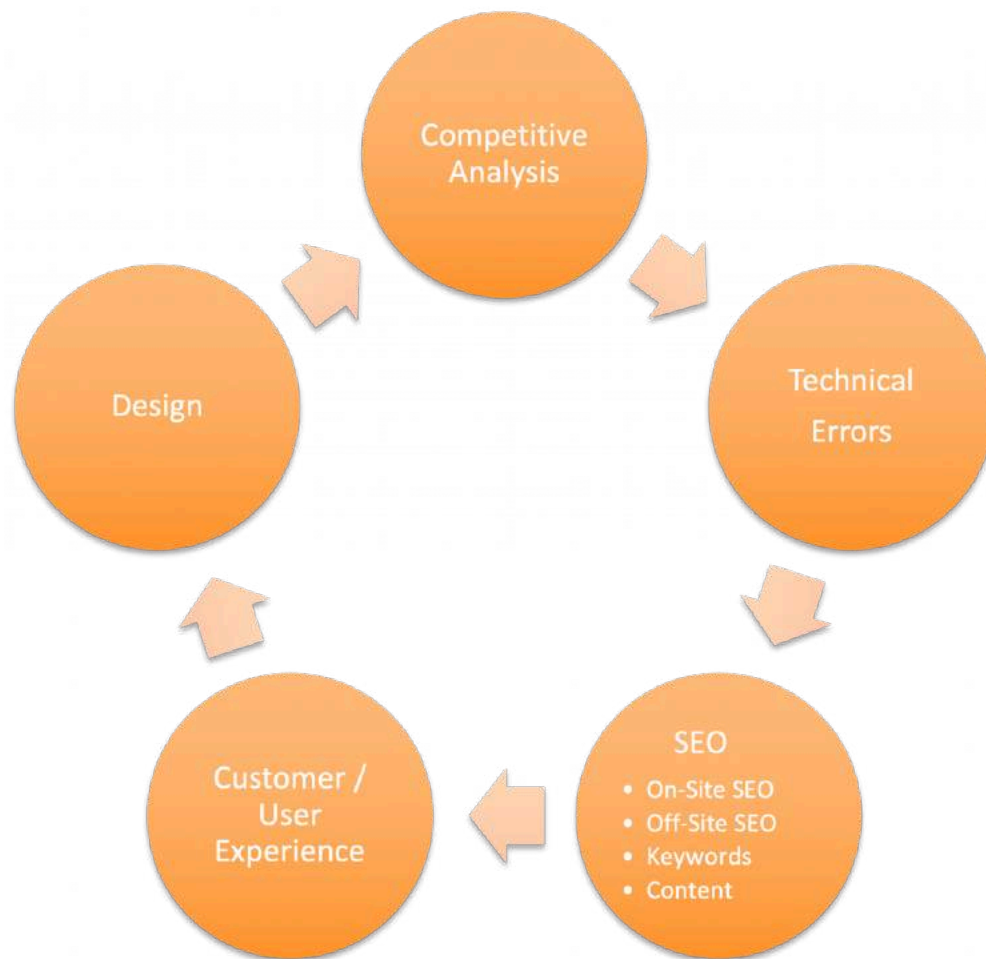 Competitive
Analysis
Technical
Errors
SEO
• On-Site SEO
• Off-Site SEO
• Keywords
• Content
Customer /
User
Experience
Design